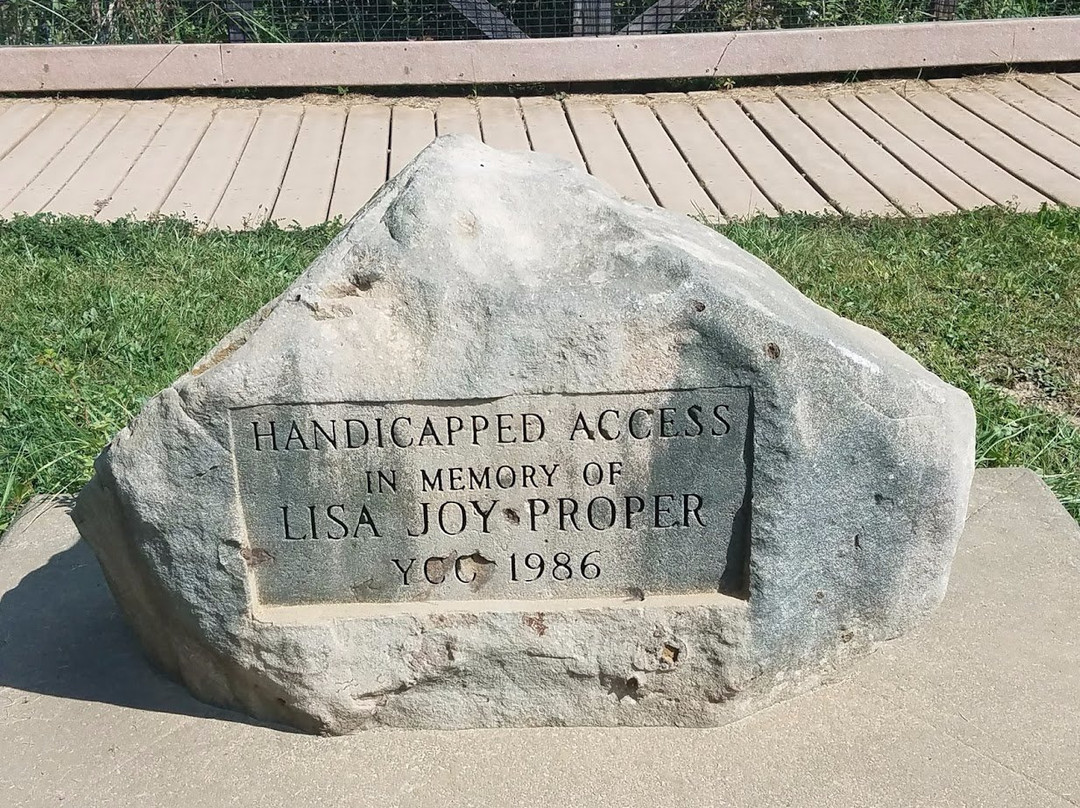 HANDICAPPED ACCESS
IN MEMORY OF
LISA JOY PROPER
YCC 1986